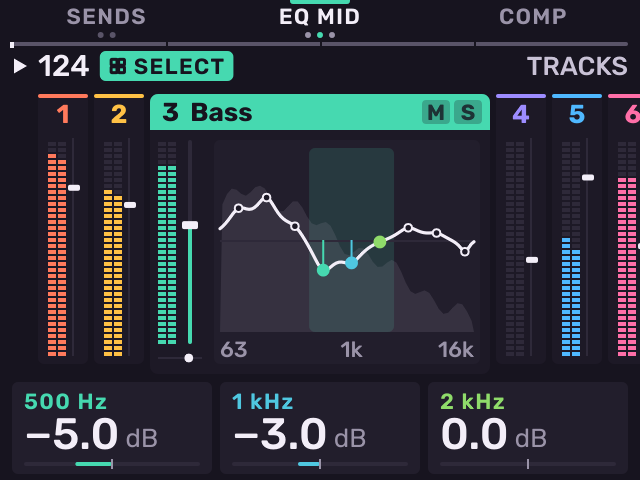 SENDS EQ MID COMP
124 SELECT TRACKS
1 2 3 Bass M S 4 5 6
63 1k 16k
500 Hz 1 kHz 2 kHz
−5.0 dB −3.0 dB 0.0 dB